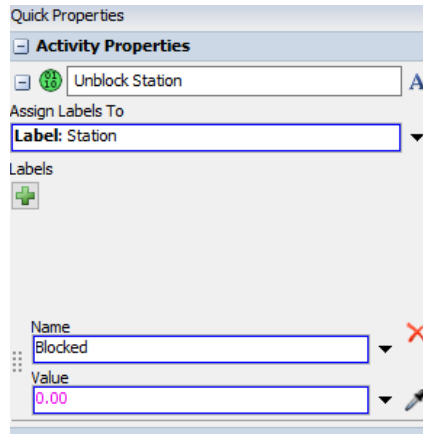 Quick Properties
Activity Properties
Unblock Station
A
Assign Labels To
Label: Station
Labels
Name
Blocked
Value
0.00